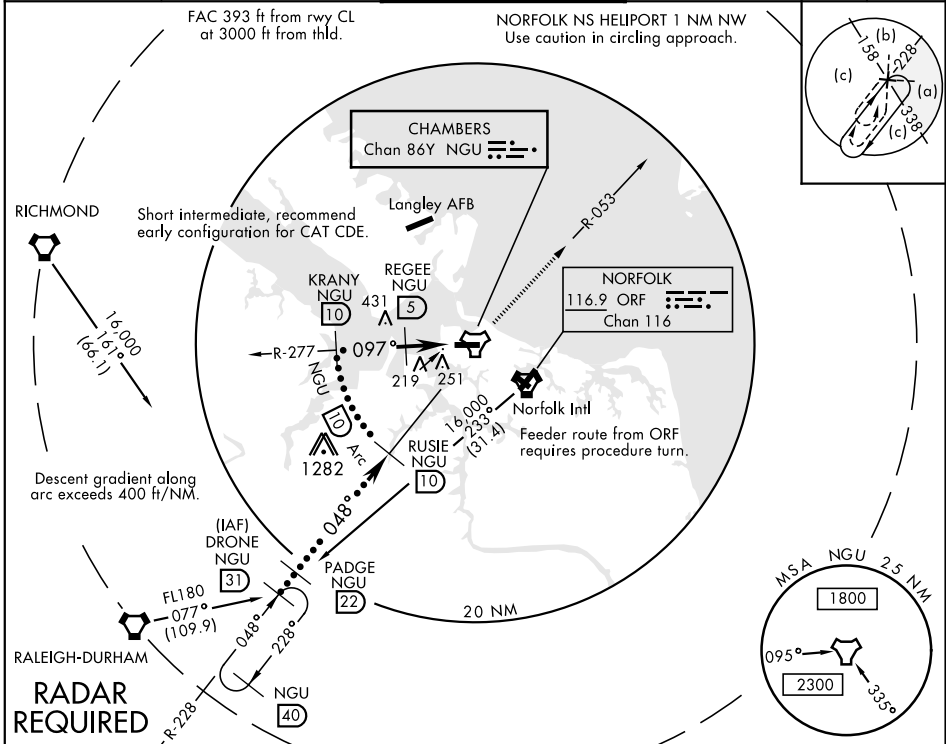 FAC 393 ft from rwy CL
at 3000 ft from thld.
NORFOLK NS HELIPORT 1 NM NW
Use caution in circling approach.
(b)
158
228
(c)
(a)
338
(c)
CHAMBERS
Chan 86Y NGU
RICHMOND
Short intermediate, recommend
early configuration for CAT CDE.
Langley AFB
R-053
KRANY
NGU
10
431
REGEE
NGU
5
NORFOLK
116.9 ORF
Chan 116
16,000
161°
(66.1)
R-277
097°
219
251
NGU
10
Arc
1282
Norfolk Intl
16,000
233°
(31.4)
Feeder route from ORF
requires procedure turn.
RUSIE
NGU
10
Descent gradient along
arc exceeds 400 ft/NM.
048°
(IAF)
DRONE
NGU
31
PADGE
NGU
22
20 NM
FL180
077°
(109.9)
RALEIGH-DURHAM
048°
228°
NGU
40
R-228
RADAR
REQUIRED
MSA NGU 25 NM
1800
095°
2300
335°